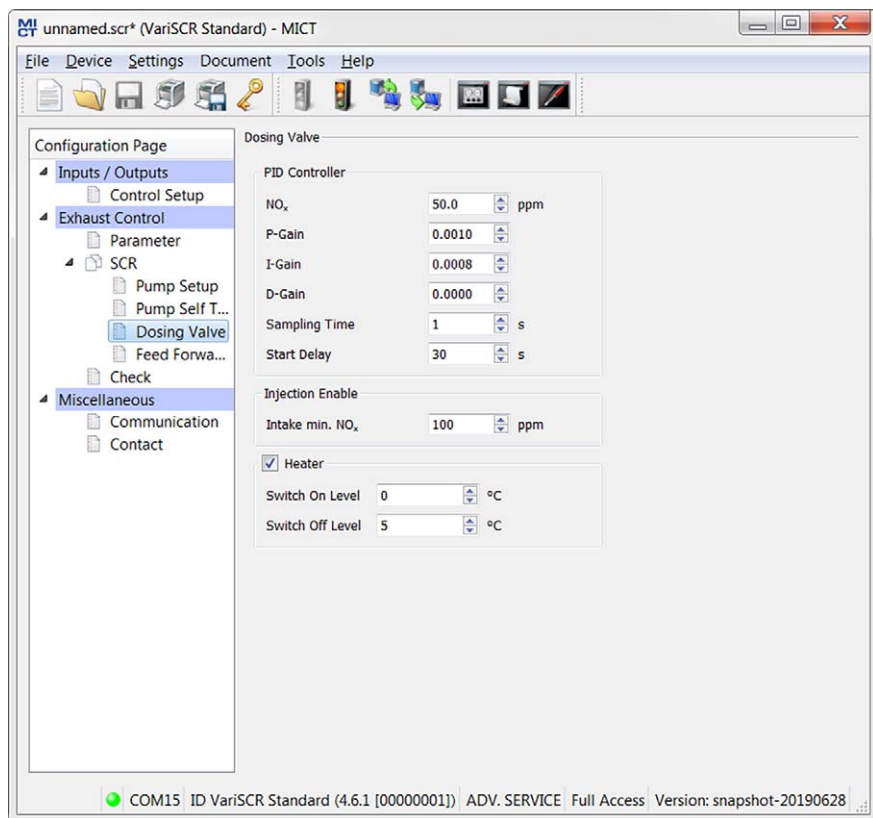 MICT unnamed.scr* (VariSCR Standard) - MICT
File Device Settings Document Tools Help
Configuration Page
Inputs / Outputs
Control Setup
Exhaust Control
Parameter
SCR
Pump Setup
Pump Self T...
Dosing Valve
Feed Forwa...
Check
Miscellaneous
Communication
Contact
Dosing Valve
PID Controller
NOₓ 50.0 ppm
P-Gain 0.0010
I-Gain 0.0008
D-Gain 0.0000
Sampling Time 1 s
Start Delay 30 s
Injection Enable
Intake min. NOₓ 100 ppm
Heater
Switch On Level 0 ºC
Switch Off Level 5 ºC
COM15 ID VariSCR Standard (4.6.1 [00000001]) ADV. SERVICE Full Access Version: snapshot-20190628